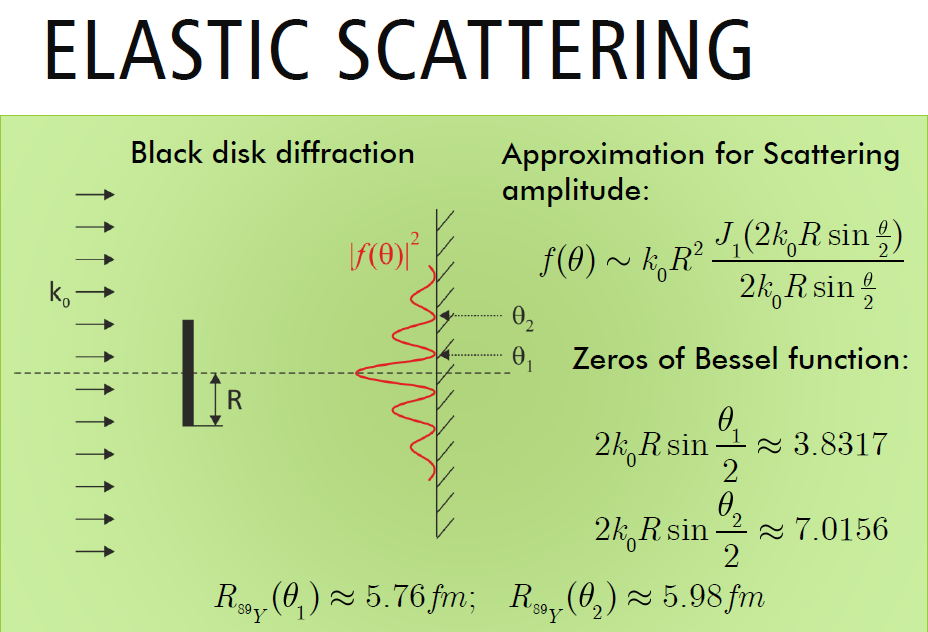 ELASTIC SCATTERING
Black disk diffraction
Approximation for Scattering
amplitude:
|f(θ)|²
f(θ) ~ k₀R² J₁(2k₀R sin θ/2) / 2k₀R sin θ/2
k₀
θ₂
θ₁
R
Zeros of Bessel function:
2k₀R sin θ₁/2 ≈ 3.8317
2k₀R sin θ₂/2 ≈ 7.0156
R₈₉Y(θ₁) ≈ 5.76 fm; R₈₉Y(θ₂) ≈ 5.98 fm